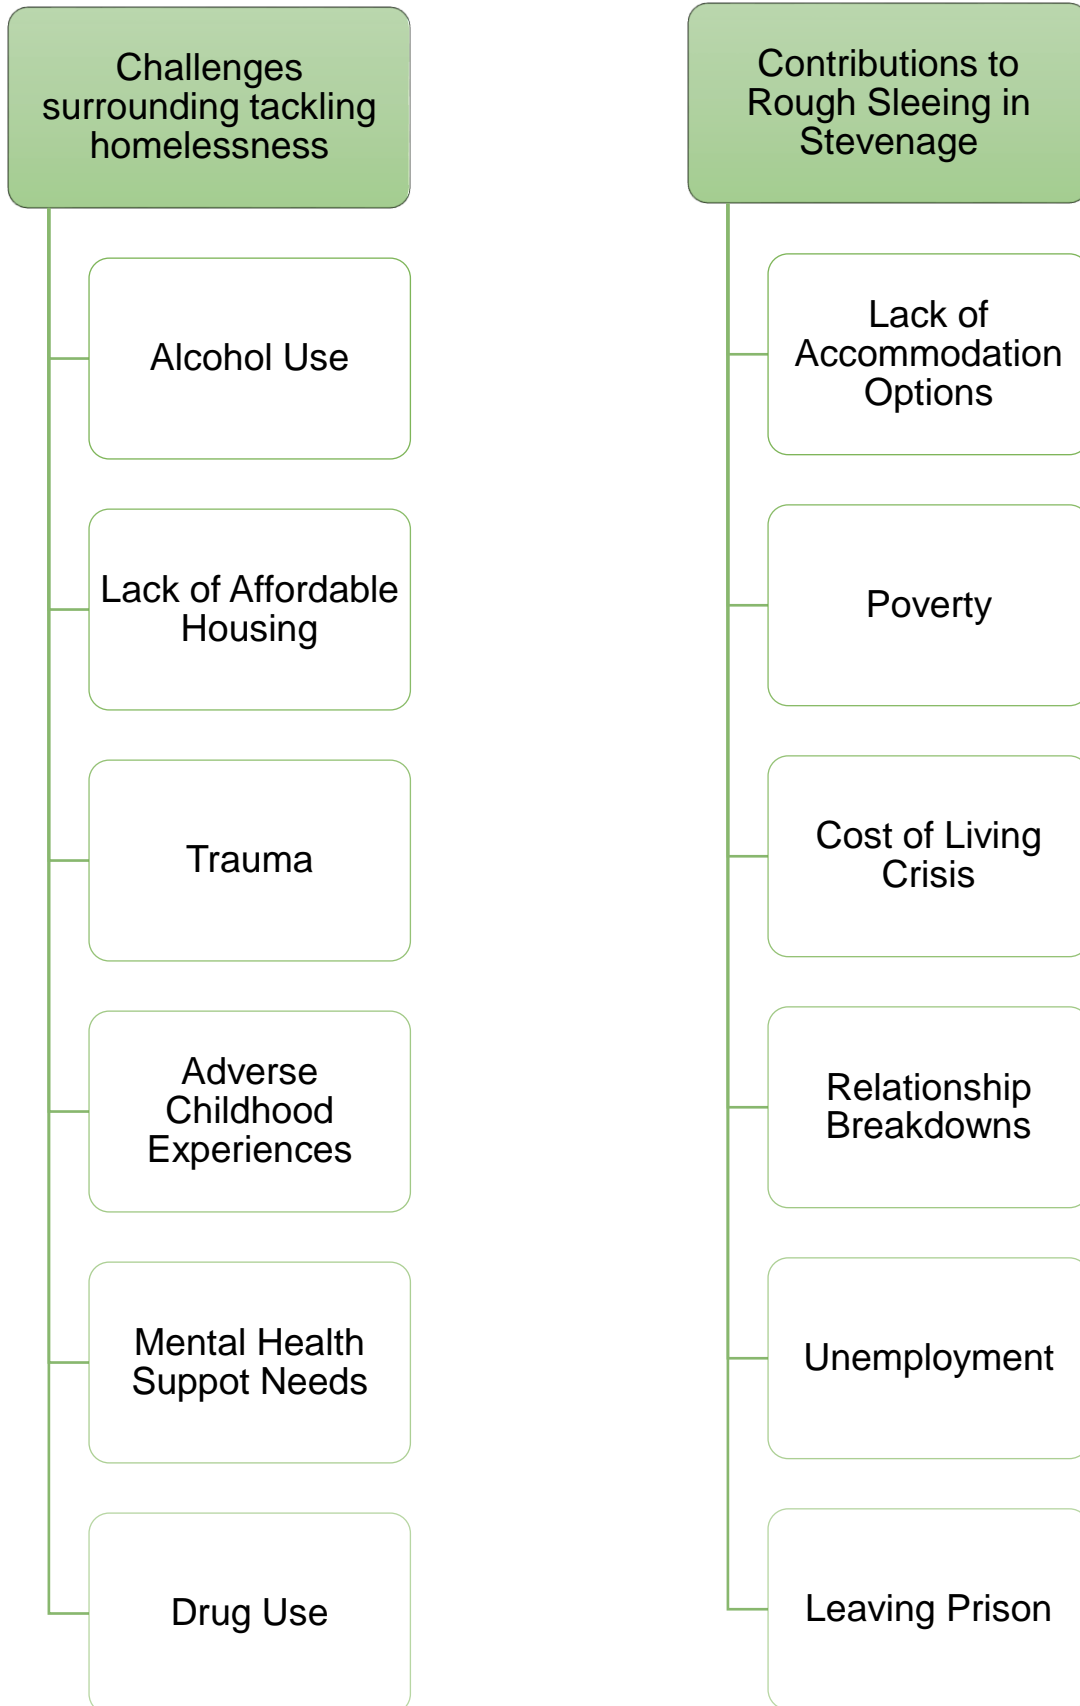 Challenges
surrounding tackling
homelessness
Alcohol Use
Lack of Affordable
Housing
Trauma
Adverse
Childhood
Experiences
Mental Health
Suppot Needs
Drug Use
Contributions to
Rough Sleeing in
Stevenage
Lack of
Accommodation
Options
Poverty
Cost of Living
Crisis
Relationship
Breakdowns
Unemployment
Leaving Prison